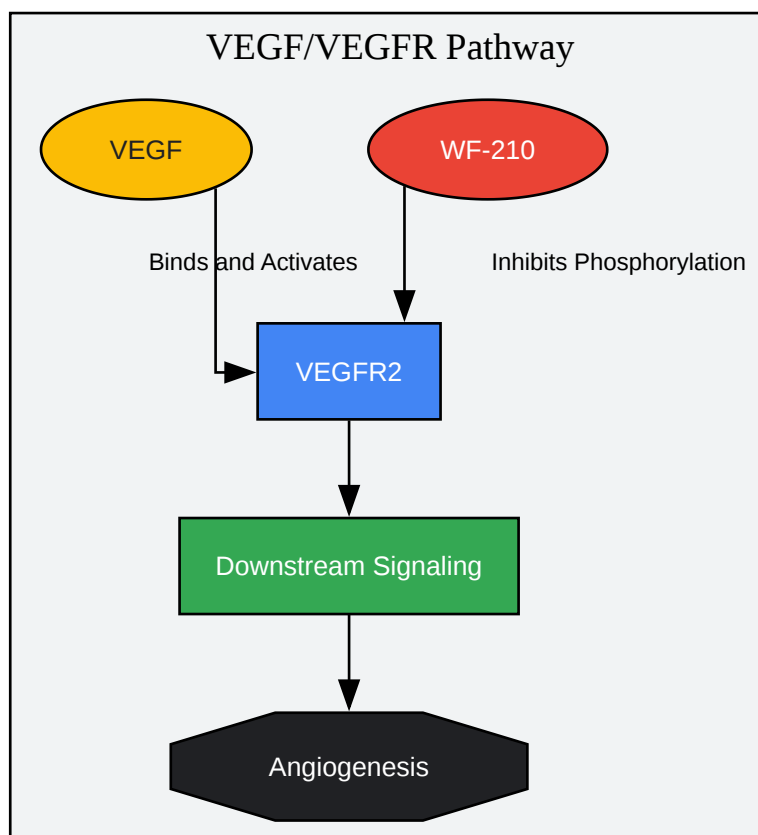 VEGF/VEGFR Pathway
VEGF
WF-210
Binds and Activates
Inhibits Phosphorylation
VEGFR2
Downstream Signaling
Angiogenesis